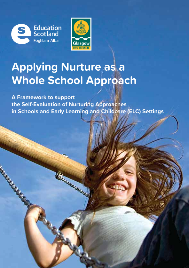 Education
Scotland
Foghlam Alba
Glasgow
Applying Nurture as a
Whole School Approach
A Framework to support
the Self-Evaluation of Nurturing Approaches
in Schools and Early Learning and Childcare (ELC) Settings